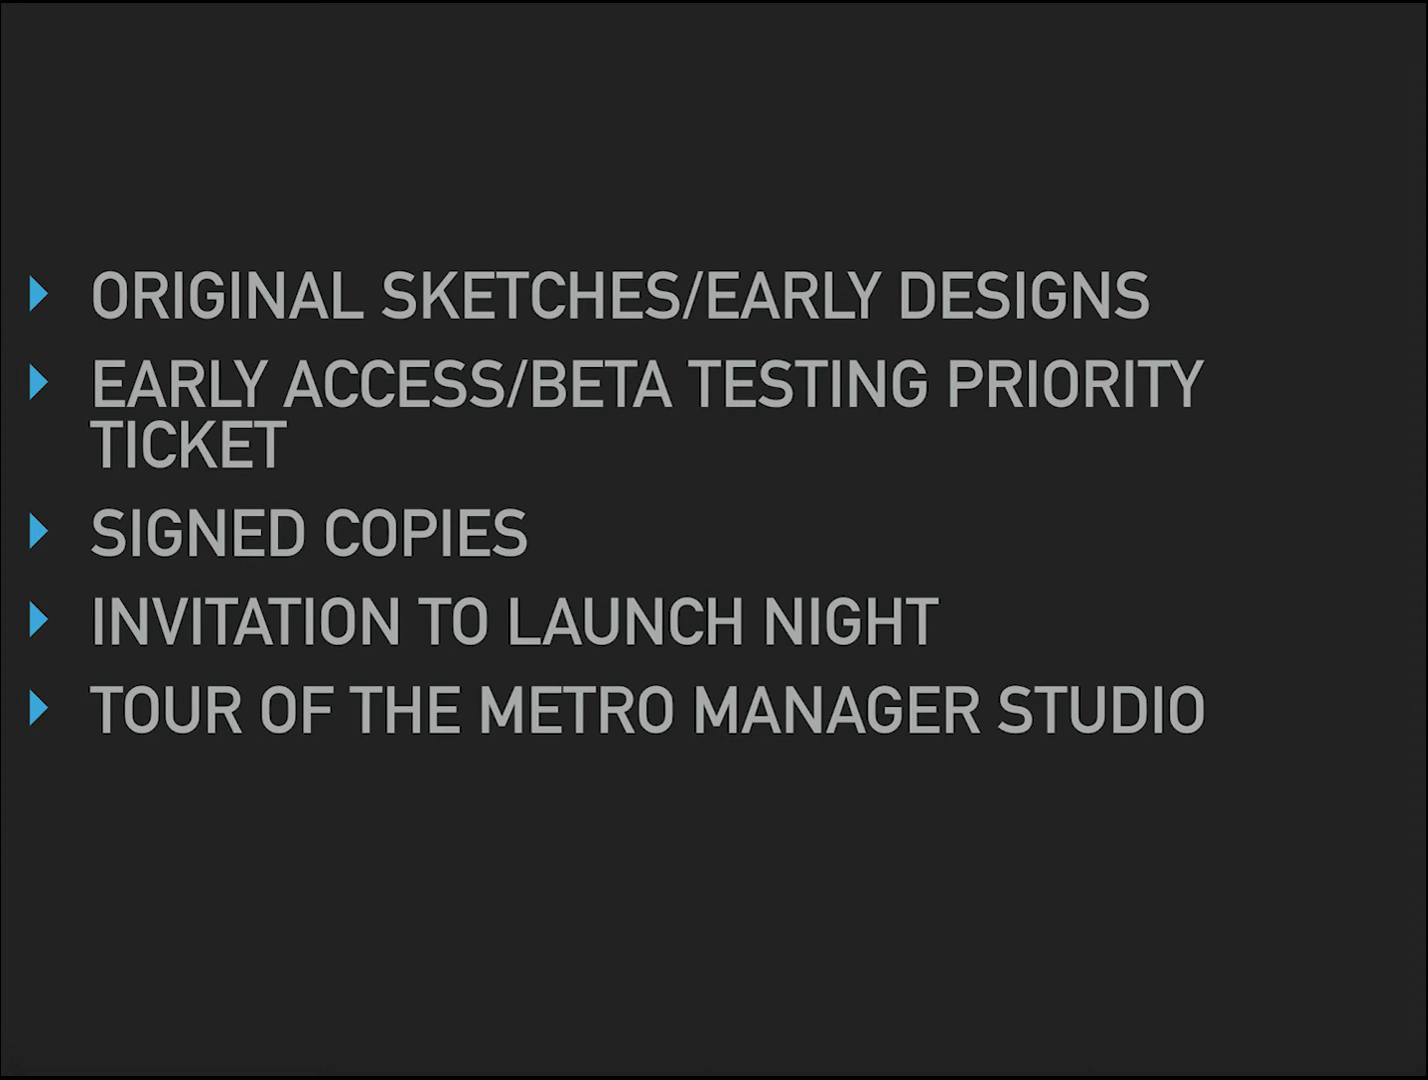 ORIGINAL SKETCHES/EARLY DESIGNS
EARLY ACCESS/BETA TESTING PRIORITY
TICKET
SIGNED COPIES
INVITATION TO LAUNCH NIGHT
TOUR OF THE METRO MANAGER STUDIO